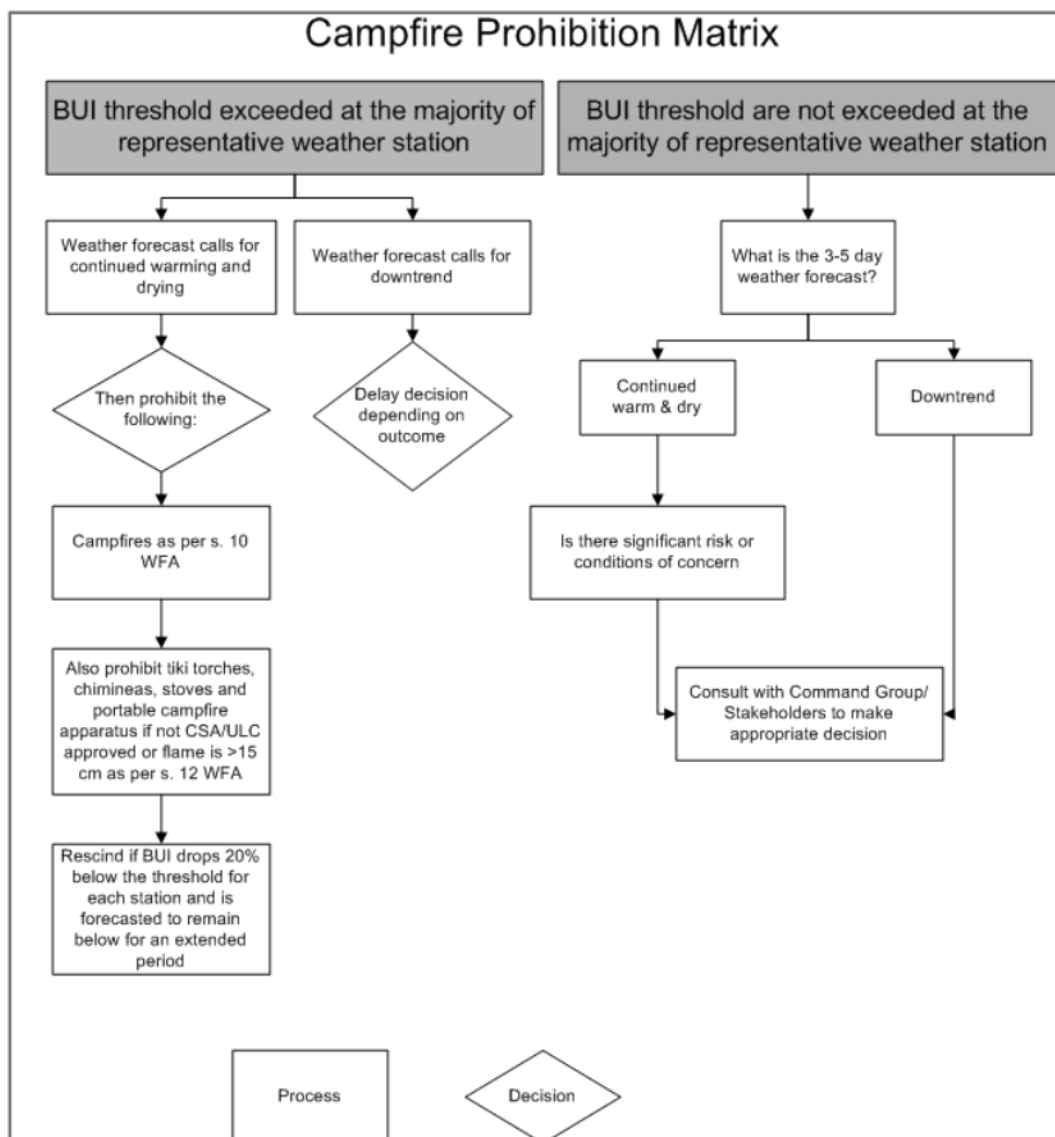 Campfire Prohibition Matrix
BUI threshold exceeded at the majority of
representative weather station
BUI threshold are not exceeded at the
majority of representative weather station
Weather forecast calls for
continued warming and
drying
Weather forecast calls for
downtrend
What is the 3-5 day
weather forecast?
Then prohibit the
following:
Delay decision
depending on
outcome
Continued
warm & dry
Downtrend
Campfires as per s. 10
WFA
Is there significant risk or
conditions of concern
Also prohibit tiki torches,
chimineas, stoves and
portable campfire
apparatus if not CSA/ULC
approved or flame is >15
cm as per s. 12 WFA
Consult with Command Group/
Stakeholders to make
appropriate decision
Rescind if BUI drops 20%
below the threshold for
each station and is
forecasted to remain
below for an extended
period
Process
Decision